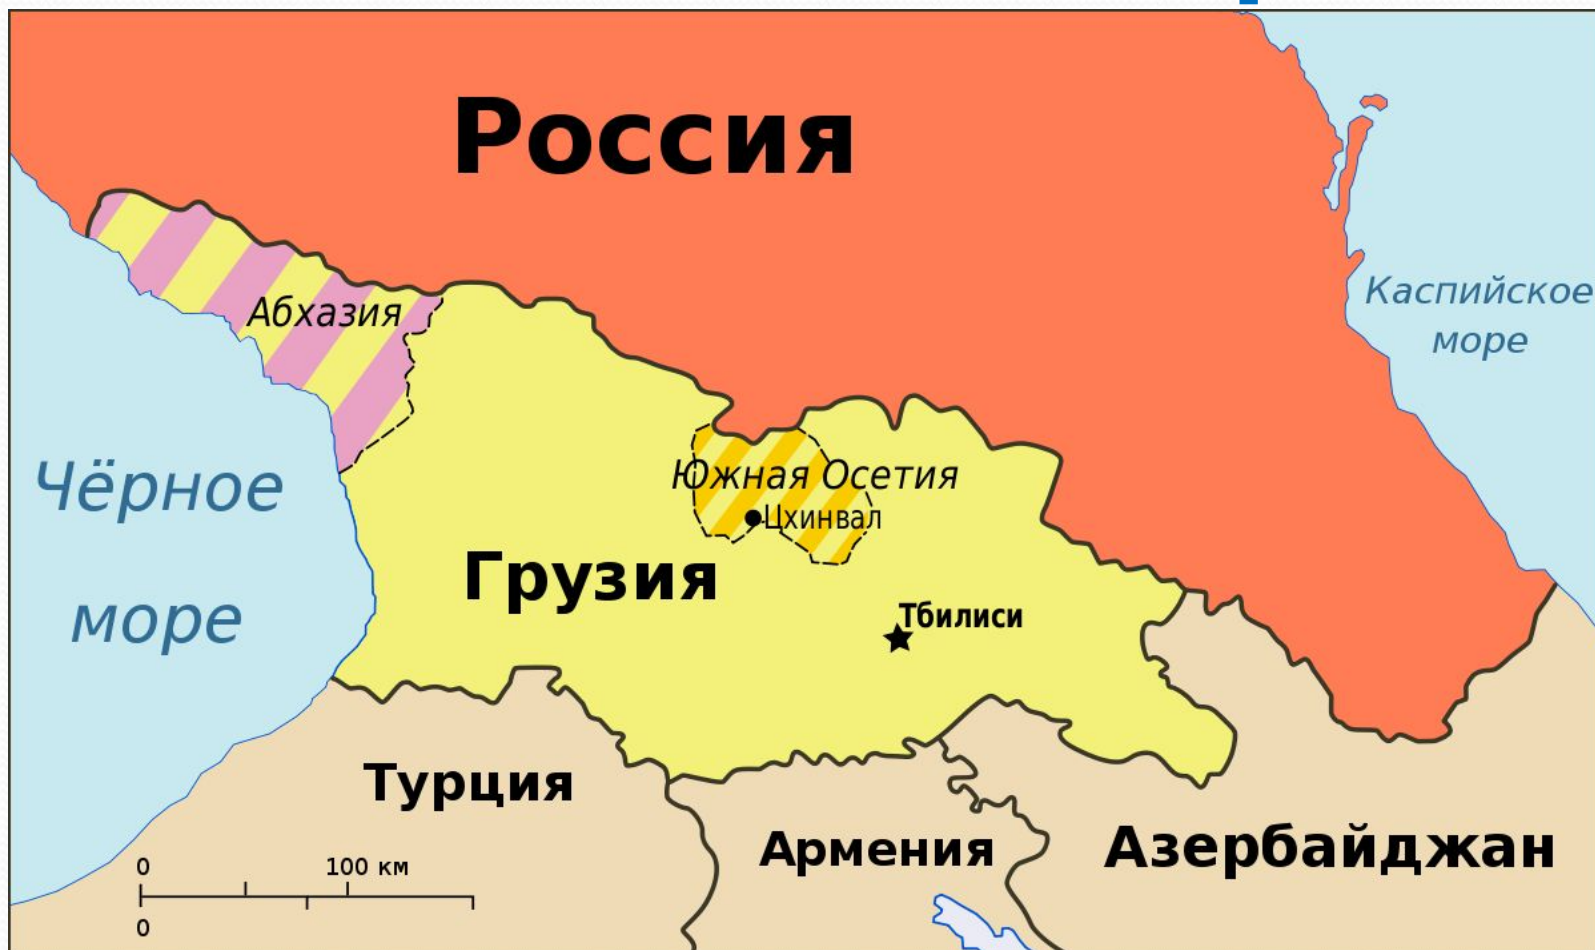 Россия
Абхазия
Каспийское
море
Чёрное
море
Южная Осетия
Цхинвал
Грузия
Тбилиси
Турция
Армения
Азербайджан
0 100 км
0